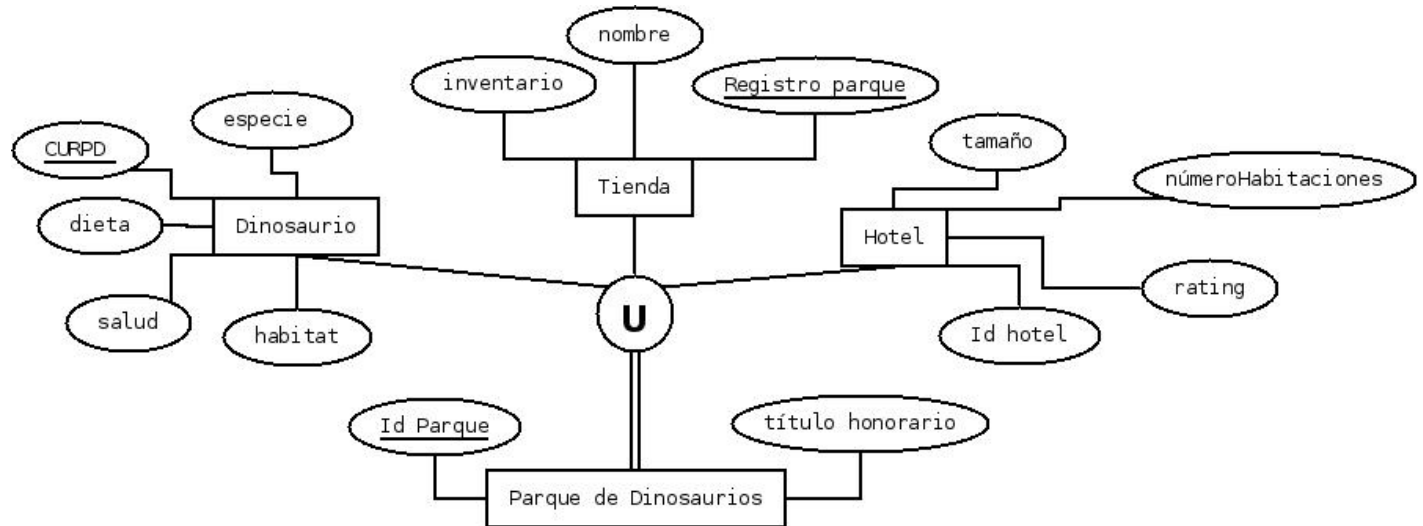 nombre
inventario
Registro parque
especie
CURPD
tamaño
númeroHabitaciones
Tienda
dieta
Dinosaurio
Hotel
rating
salud
habitat
U
Id hotel
Id Parque
título honorario
Parque de Dinosaurios